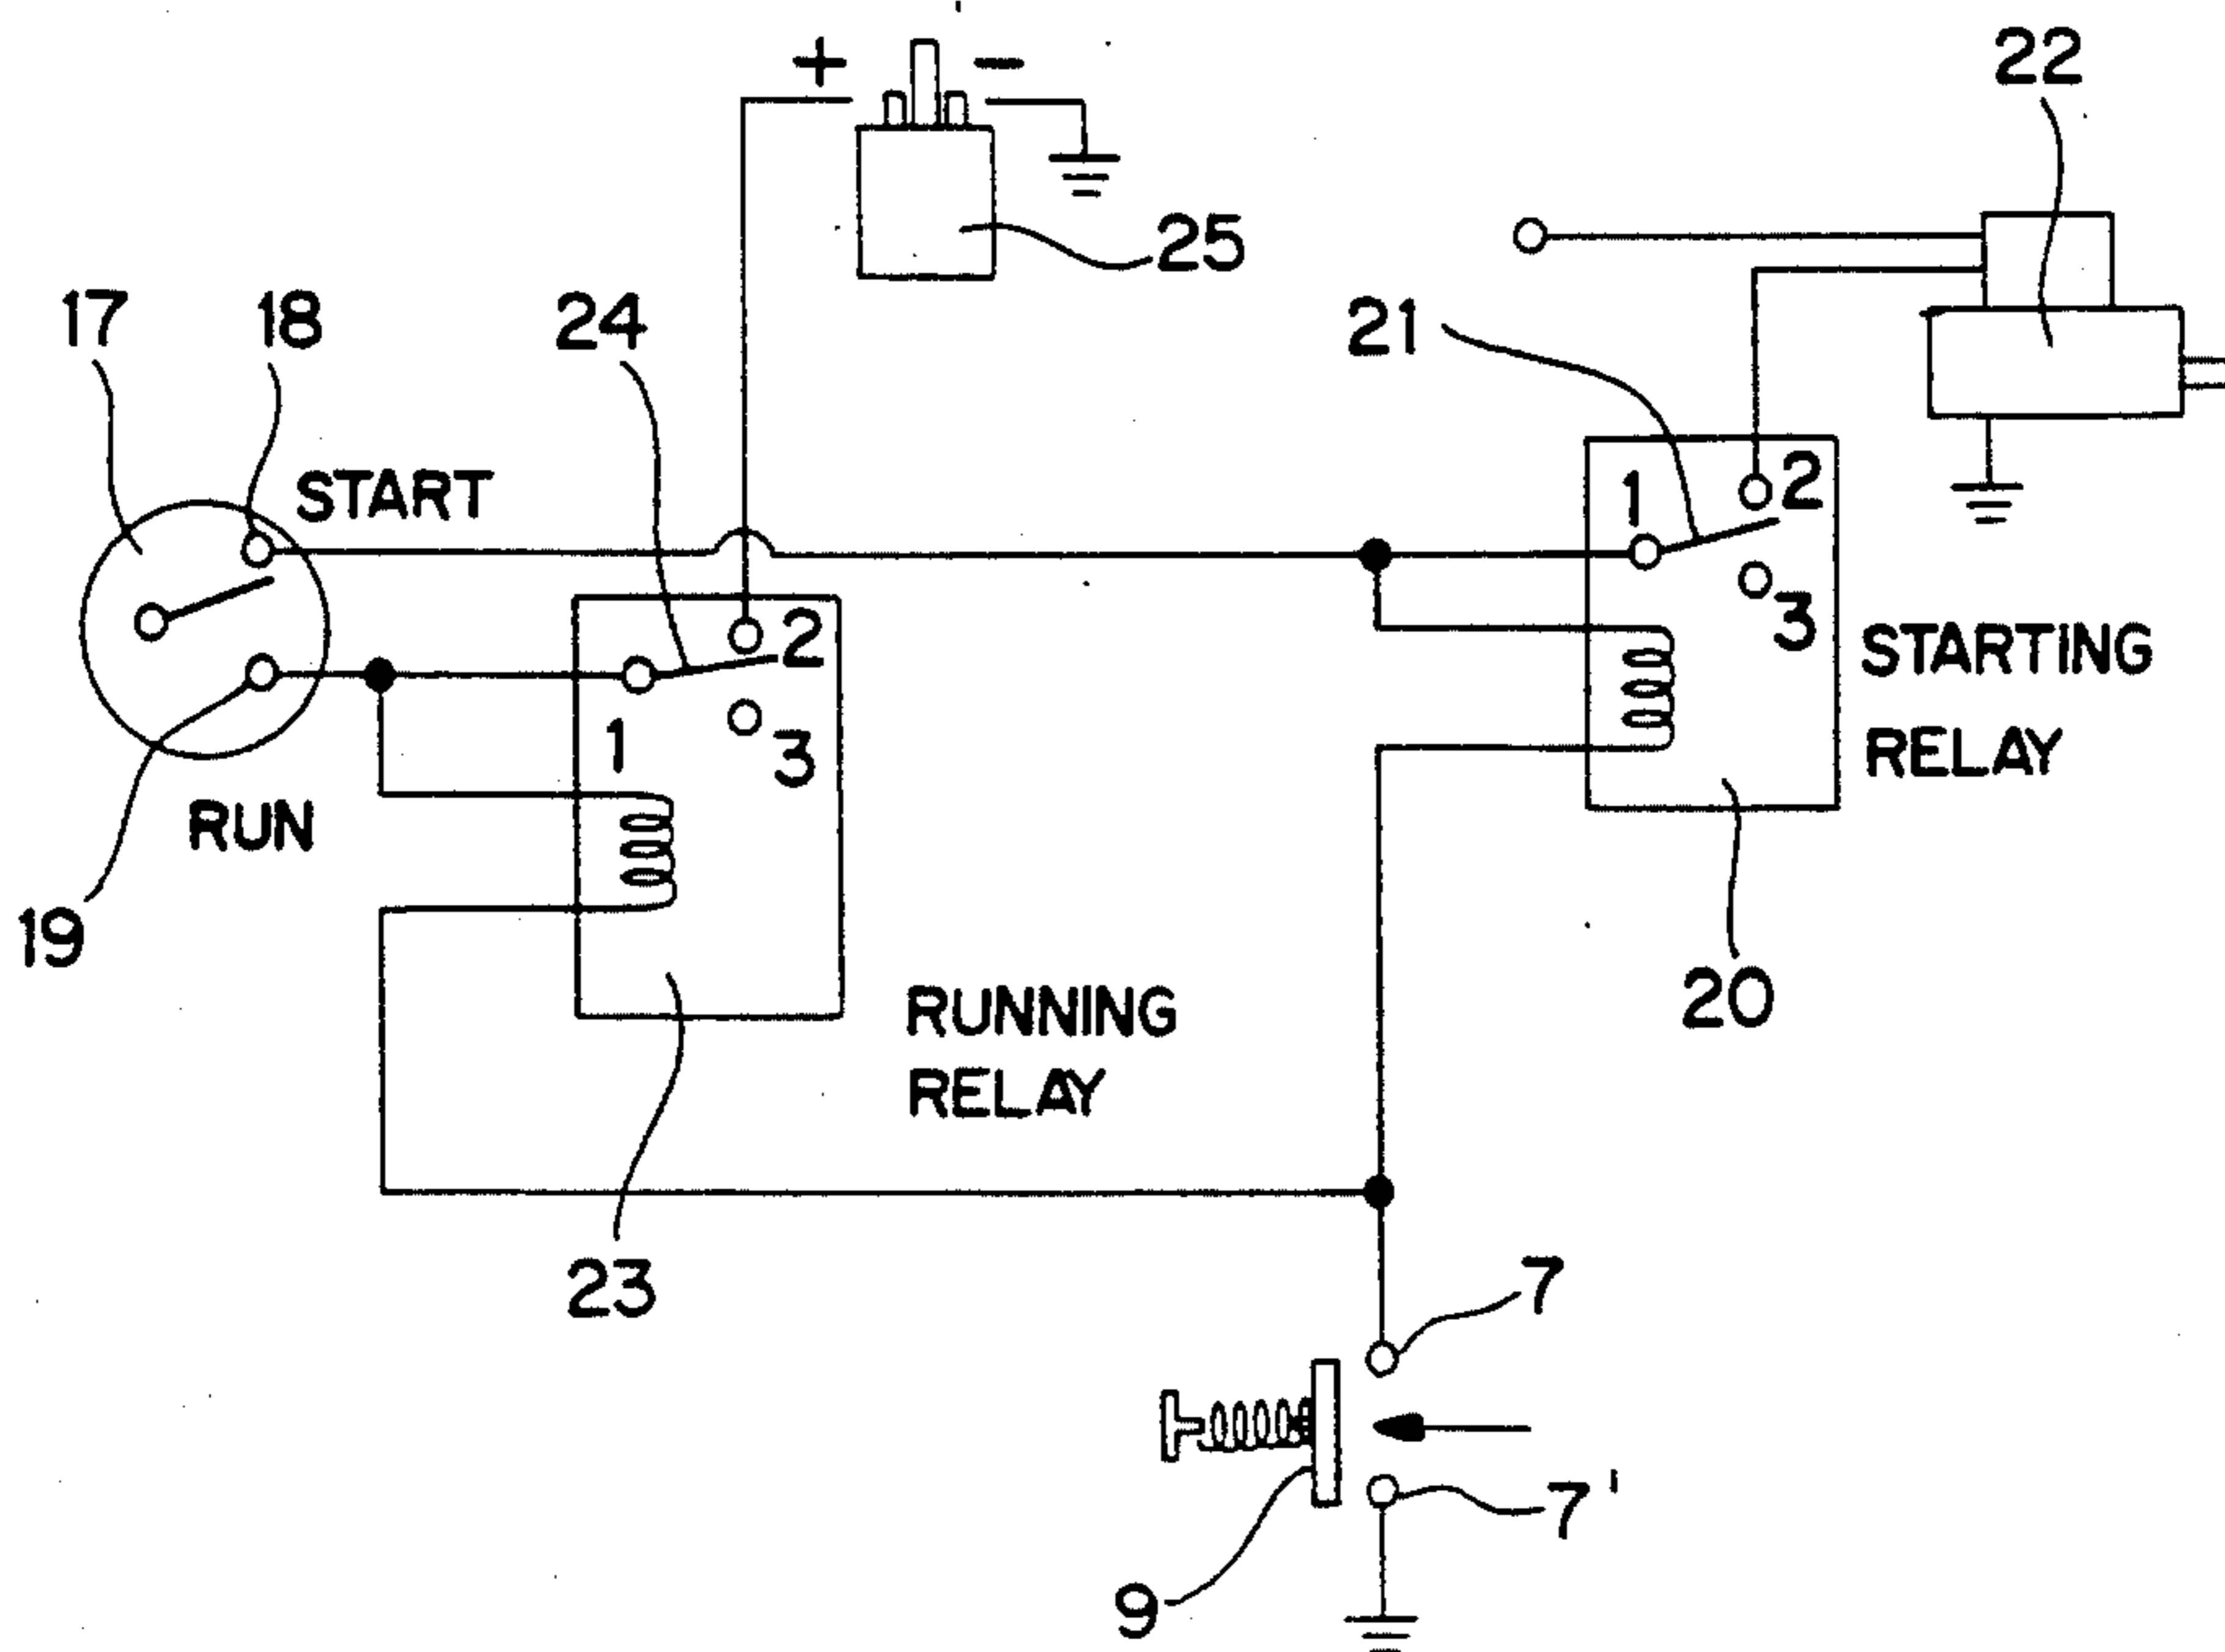 + -
22
25
17 18 24 21
START
1 2
3
2
1
3
STARTING
RELAY
RUN
19
20
RUNNING
RELAY
23
7
7'
9